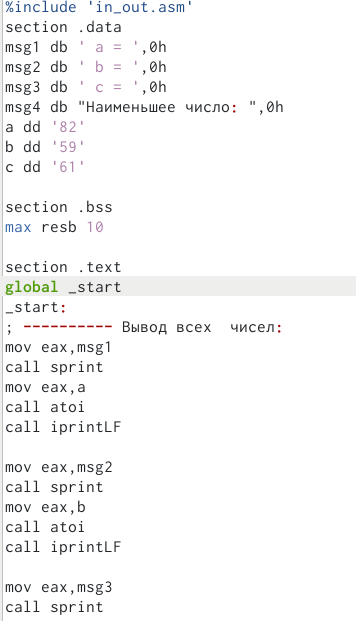 %include 'in_out.asm'
section .data
msg1 db ' a = ',0h
msg2 db ' b = ',0h
msg3 db ' c = ',0h
msg4 db "Наименьшее число: ",0h
a dd '82'
b dd '59'
c dd '61'

section .bss
max resb 10

section .text
global _start
_start:
; ---------- Вывод всех  чисел:
mov eax,msg1
call sprint
mov eax,a
call atoi
call iprintLF

mov eax,msg2
call sprint
mov eax,b
call atoi
call iprintLF

mov eax,msg3
call sprint